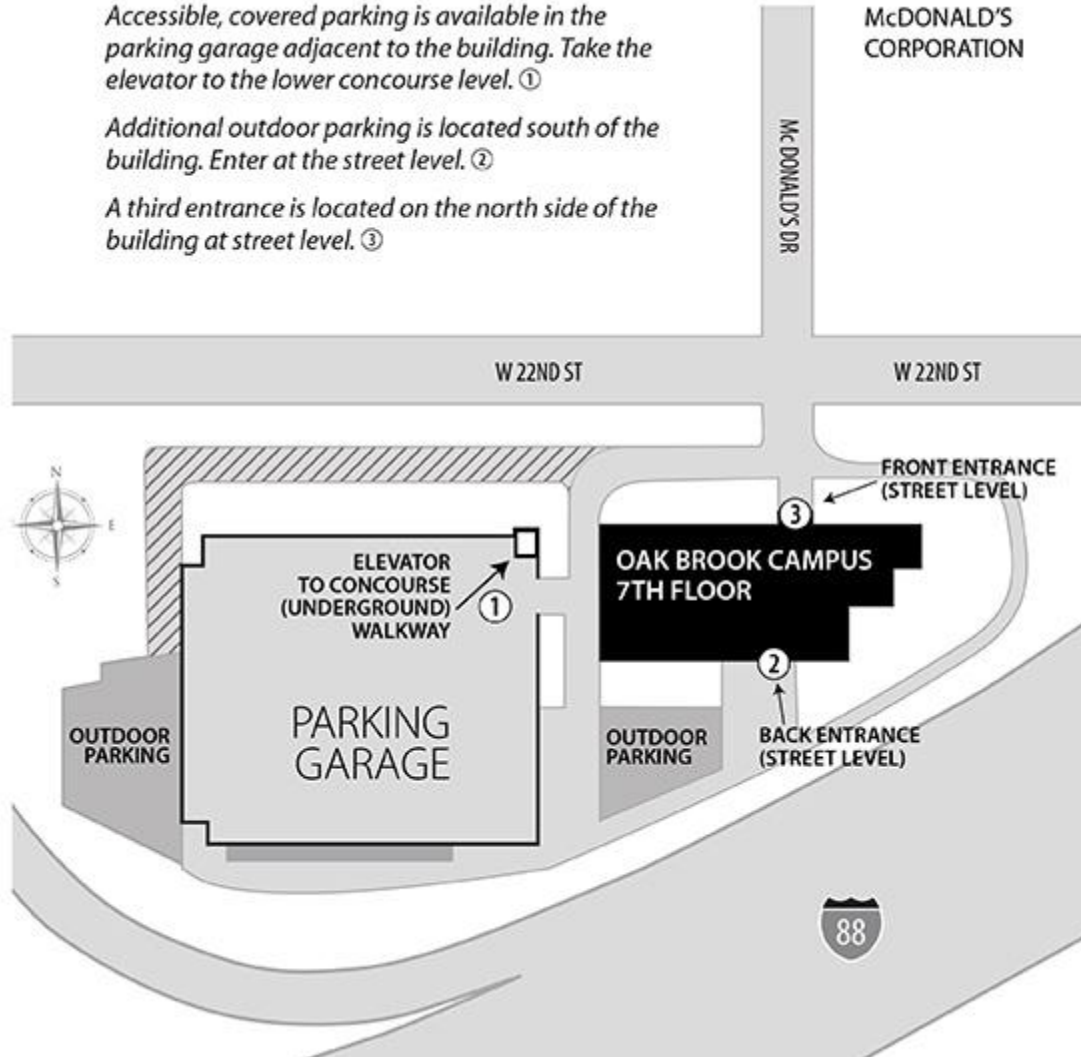 Accessible, covered parking is available in the
parking garage adjacent to the building. Take the
elevator to the lower concourse level. ①
Additional outdoor parking is located south of the
building. Enter at the street level. ②
A third entrance is located on the north side of the
building at street level. ③
McDONALD'S
CORPORATION
McDONALD'S DR
W 22ND ST
W 22ND ST
N
E
S
FRONT ENTRANCE
(STREET LEVEL)
3
OAK BROOK CAMPUS
7TH FLOOR
ELEVATOR
TO CONCOURSE
(UNDERGROUND)
WALKWAY
1
2
PARKING
GARAGE
OUTDOOR
PARKING
OUTDOOR
PARKING
BACK ENTRANCE
(STREET LEVEL)
88